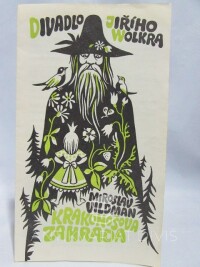 DIVADLO JIŘÍHO WOLKRA
MIROSLAV VILDMAN
KRAKONOŠOVA
ZAHRADA